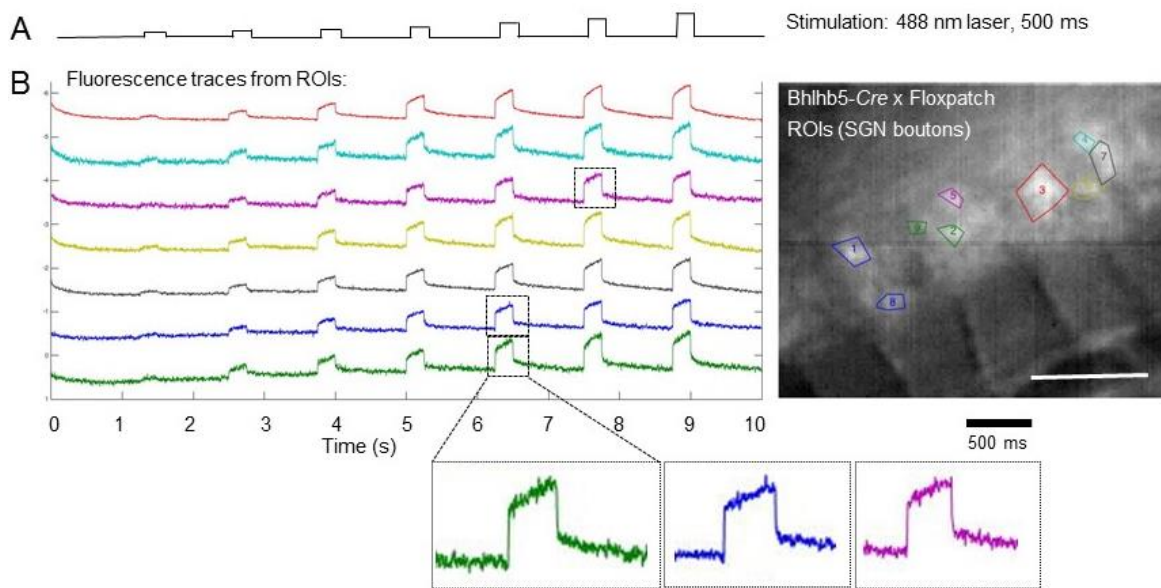 A
Stimulation: 488 nm laser, 500 ms
B
Fluorescence traces from ROIs:
Bhlhb5-Cre x Floxpatch
ROIs (SGN boutons)
4
7
3
5
2
1
8
0 1 2 3 4 5 6 7 8 9 10
Time (s)
500 ms